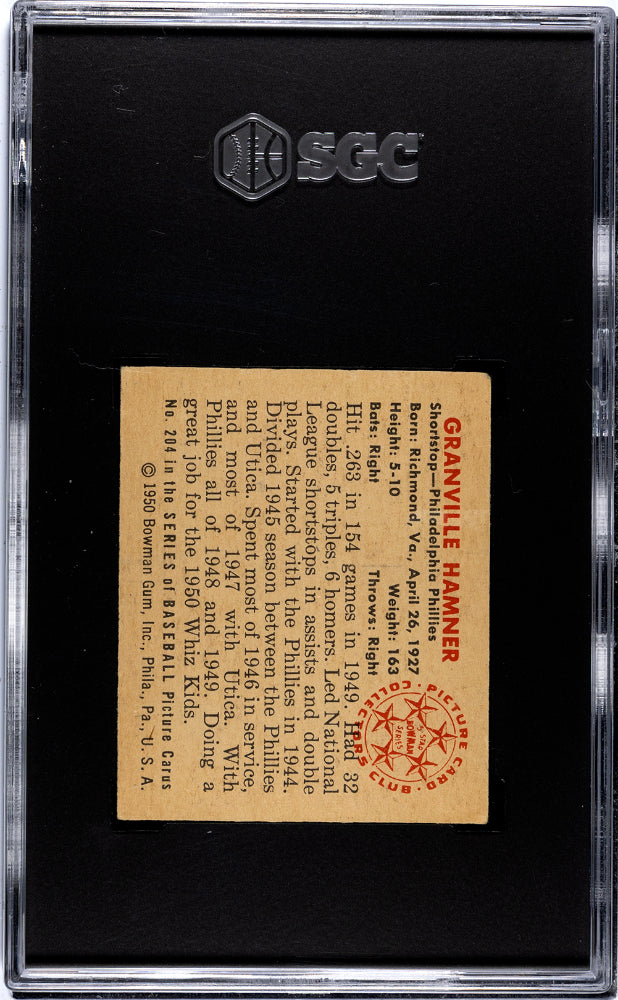 SGC
GRANVILLE HAMNER
Shortstop—Philadelphia Phillies
Born: Richmond, Va., April 26, 1927
Height: 5-10 Weight: 163
Bats: Right Throws: Right
Hit .263 in 154 games in 1949. Had 32
doubles, 5 triples, 6 homers. Led National
League shortstops in assists and double
plays. Started with the Phillies in 1944.
Divided 1945 season between the Phillies
and Utica. Spent most of 1946 in service,
and most of 1947 with Utica. With
Phillies all of 1948 and 1949. Doing a
great job for the 1950 Whiz Kids.
No. 204 in the SERIES of BASEBALL Picture Cards
© 1950 Bowman Gum, Inc., Phila., Pa., U. S. A.
PICTURE CARD
COLLECTORS CLUB
5-STAR
BOWMAN
SERIES